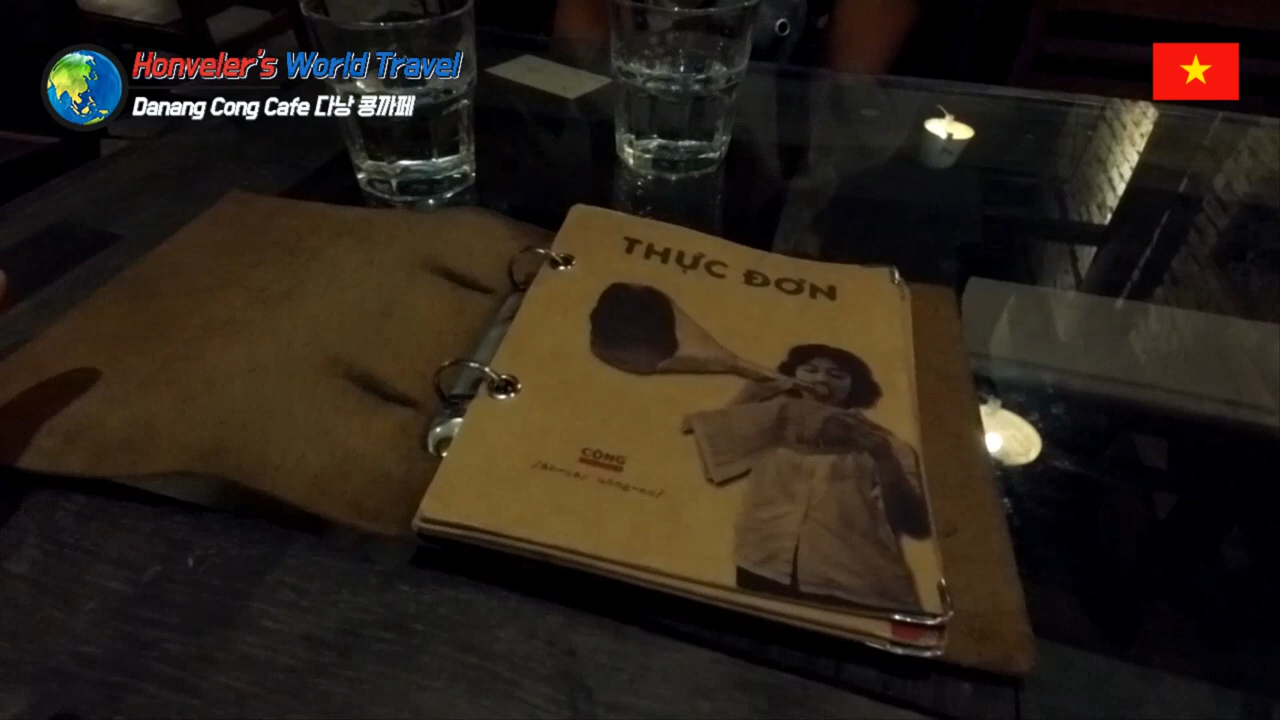 Honveler's World Travel
Danang Cong Cafe 다낭 콩까페
THỰC ĐƠN
CỘNG